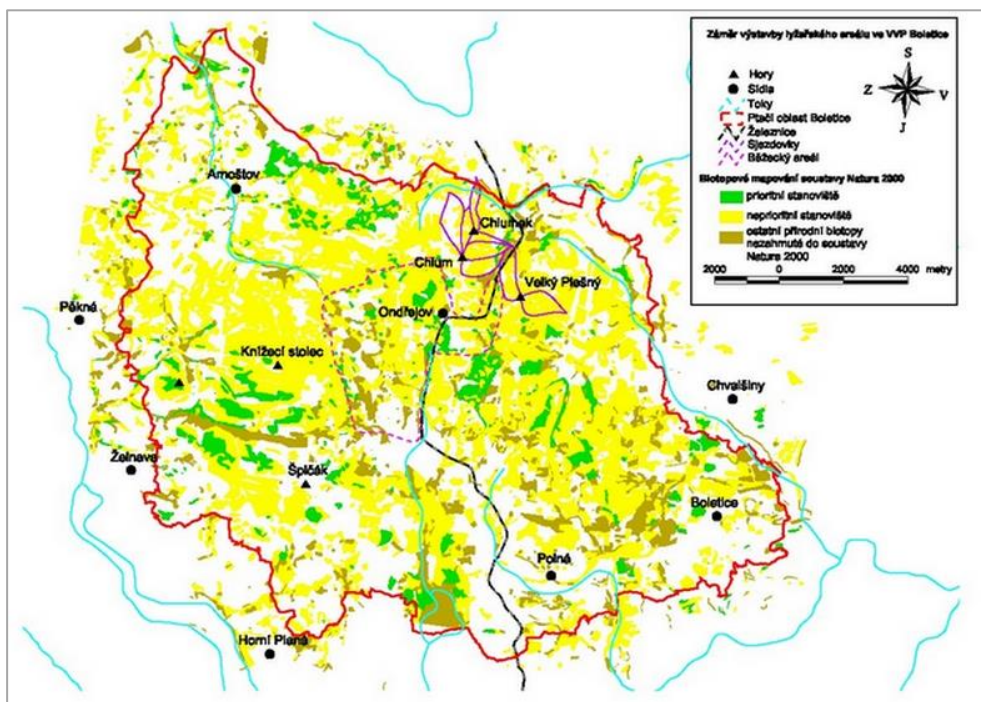 Záměr výstavby lyžařského areálu ve VVP Boletice
S
Z
V
J
Hory
Sídla
Toky
Ptačí oblast Boletice
Železnice
Sjezdovky
Běžecký areál
Biotopové mapování soustavy Natura 2000
prioritní stanoviště
neprioritní stanoviště
ostatní přírodní biotopy
nezahrnuté do soustavy
Natura 2000
2000 0 2000 4000 metry
Arnoštov
Chlumek
Chlum
Velký Plešný
Ondřejov
Pěkná
Knížecí stolec
Chvalšiny
Želnava
Špičák
Boletice
Polná
Horní Planá